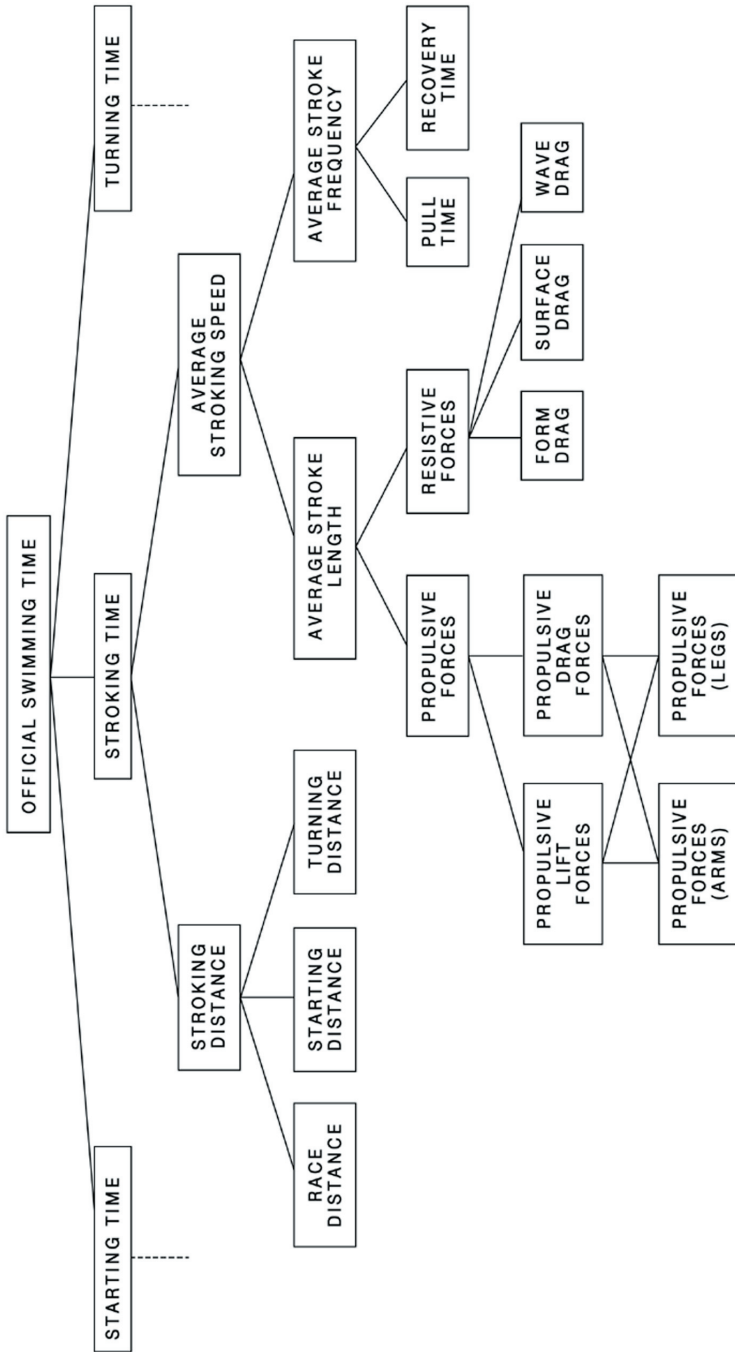 OFFICIAL SWIMMING TIME
STARTING TIME
STROKING TIME
TURNING TIME
STROKING
DISTANCE
AVERAGE
STROKING SPEED
RACE
DISTANCE
STARTING
DISTANCE
TURNING
DISTANCE
AVERAGE STROKE
LENGTH
AVERAGE STROKE
FREQUENCY
PROPULSIVE
FORCES
RESISTIVE
FORCES
PULL
TIME
RECOVERY
TIME
PROPULSIVE
LIFT
FORCES
PROPULSIVE
DRAG
FORCES
FORM
DRAG
SURFACE
DRAG
WAVE
DRAG
PROPULSIVE
FORCES
(ARMS)
PROPULSIVE
FORCES
(LEGS)